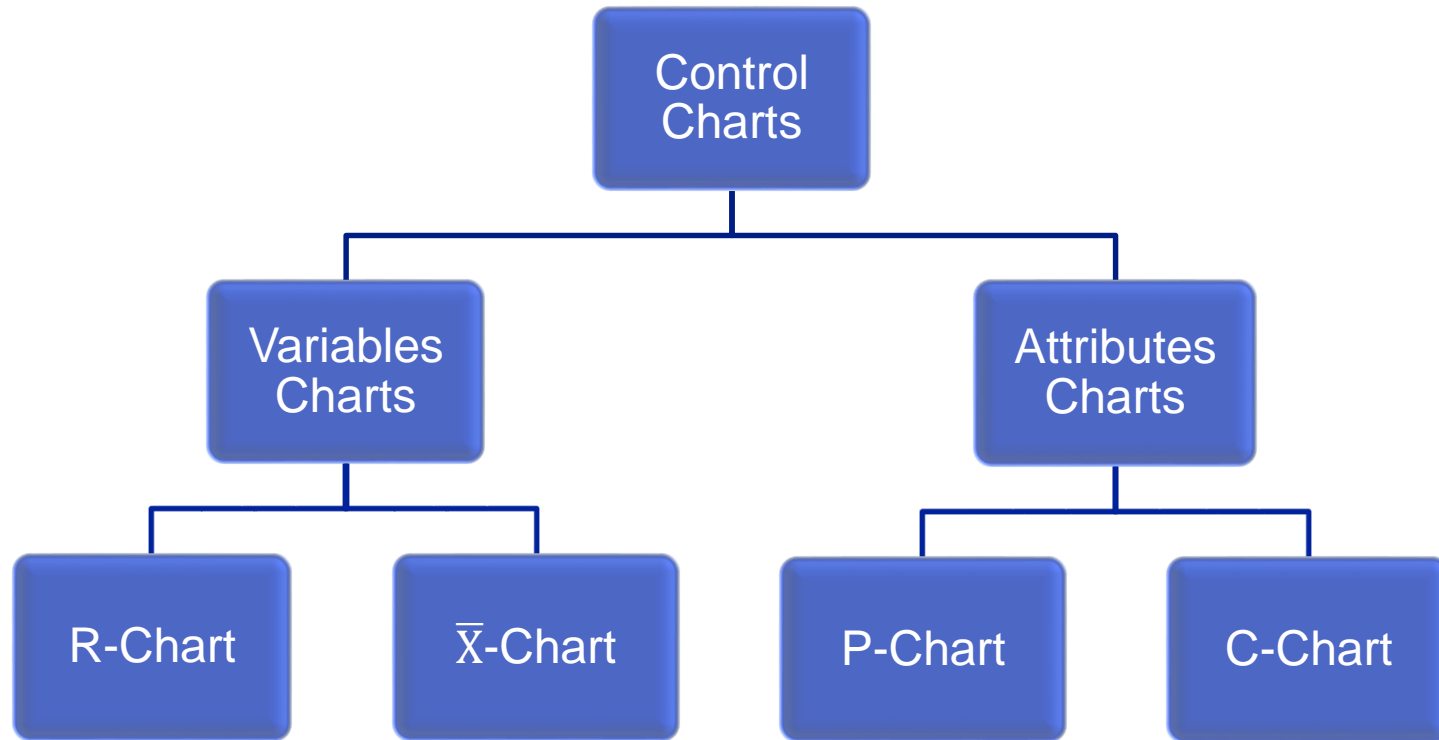 Control
Charts
Variables
Charts
Attributes
Charts
R-Chart
X̅-Chart
P-Chart
C-Chart